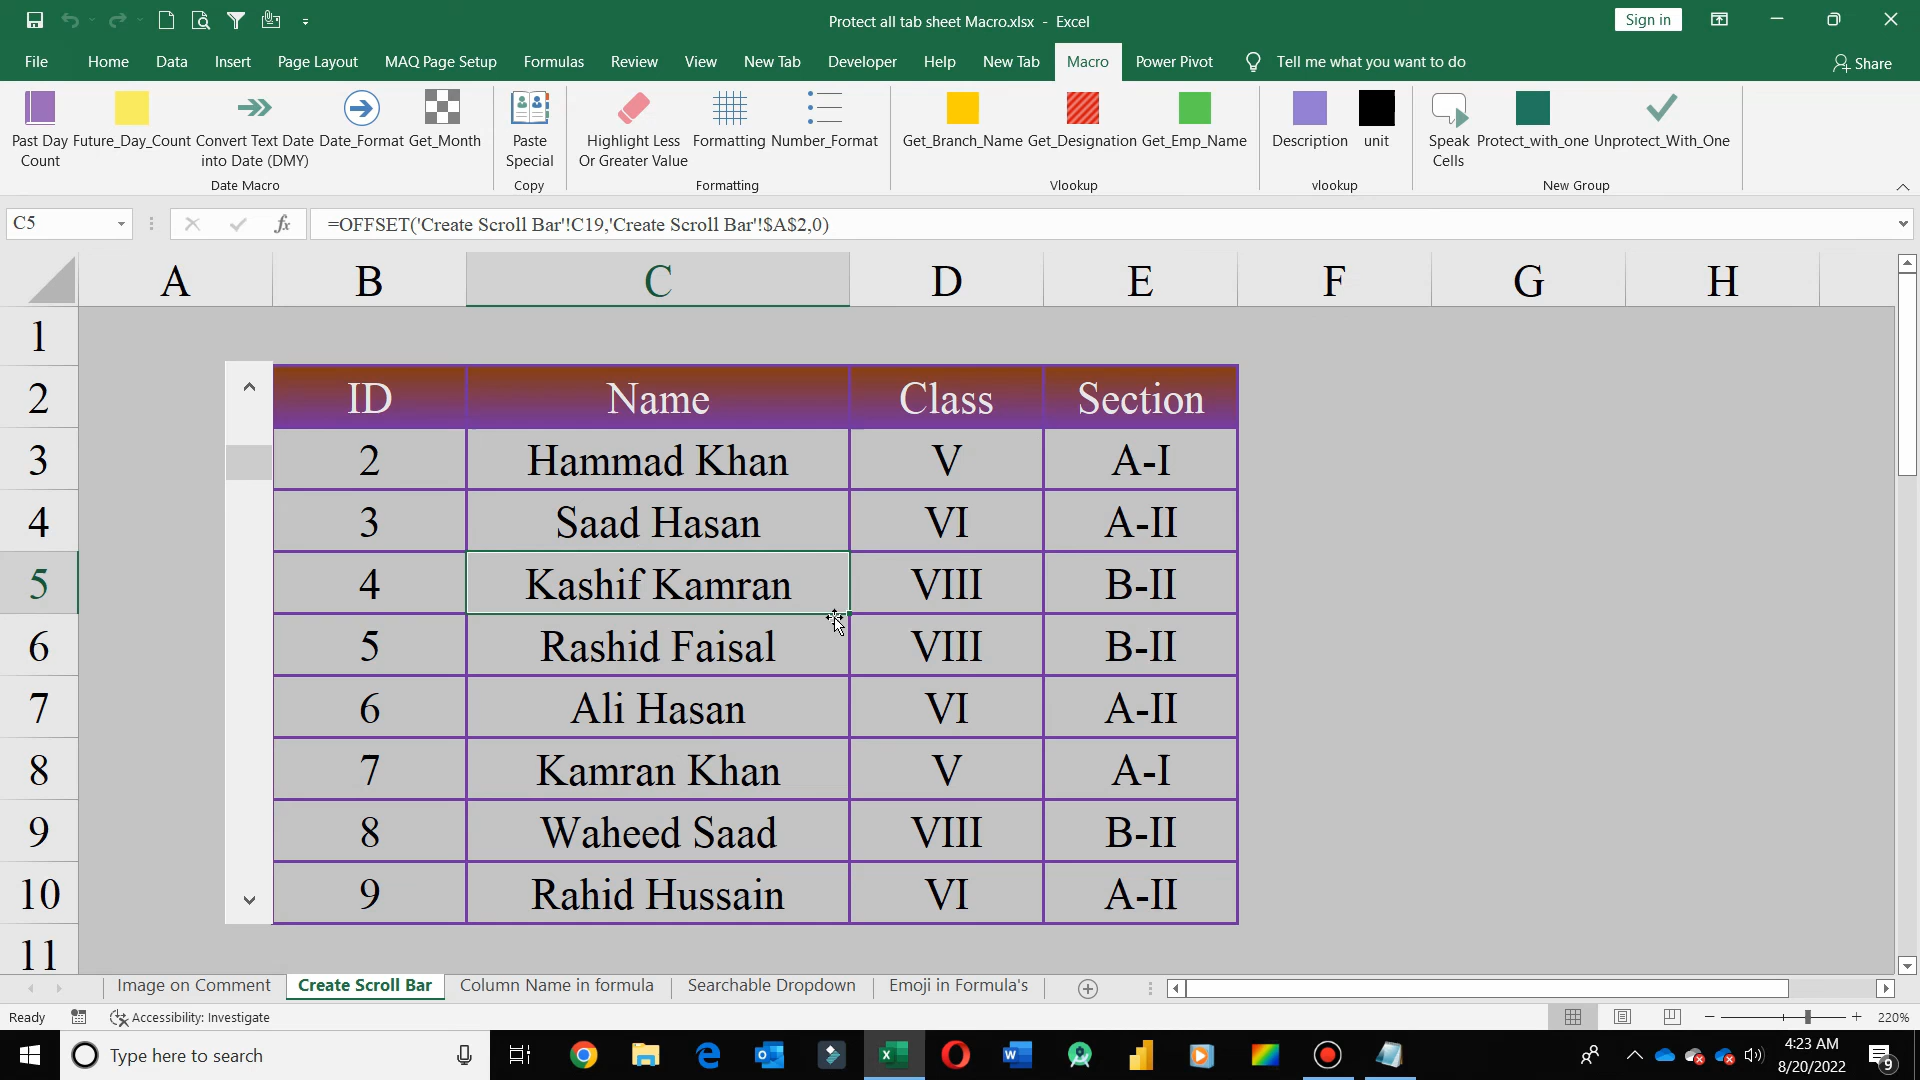 Protect all tab sheet Macro.xlsx - Excel
Sign in
File Home Data Insert Page Layout MAQ Page Setup Formulas Review View New Tab Developer Help New Tab Macro Power Pivot Tell me what you want to do Share
Past Day Count Future_Day_Count Convert Text Date into Date (DMY) Date_Format Get_Month
Paste Special
Highlight Less Or Greater Value Formatting Number_Format
Get_Branch_Name Get_Designation Get_Emp_Name
Description unit
Speak Cells Protect_with_one Unprotect_With_One
Date Macro Copy Formatting Vlookup vlookup New Group
C5 fx =OFFSET('Create Scroll Bar'!C19,'Create Scroll Bar'!$A$2,0)
A B C D E F G H
1
2 ID Name Class Section
3 2 Hammad Khan V A-I
4 3 Saad Hasan VI A-II
5 4 Kashif Kamran VIII B-II
6 5 Rashid Faisal VIII B-II
7 6 Ali Hasan VI A-II
8 7 Kamran Khan V A-I
9 8 Waheed Saad VIII B-II
10 9 Rahid Hussain VI A-II
11
Image on Comment Create Scroll Bar Column Name in formula Searchable Dropdown Emoji in Formula's
Ready Accessibility: Investigate 220%
Type here to search
4:23 AM
8/20/2022
9